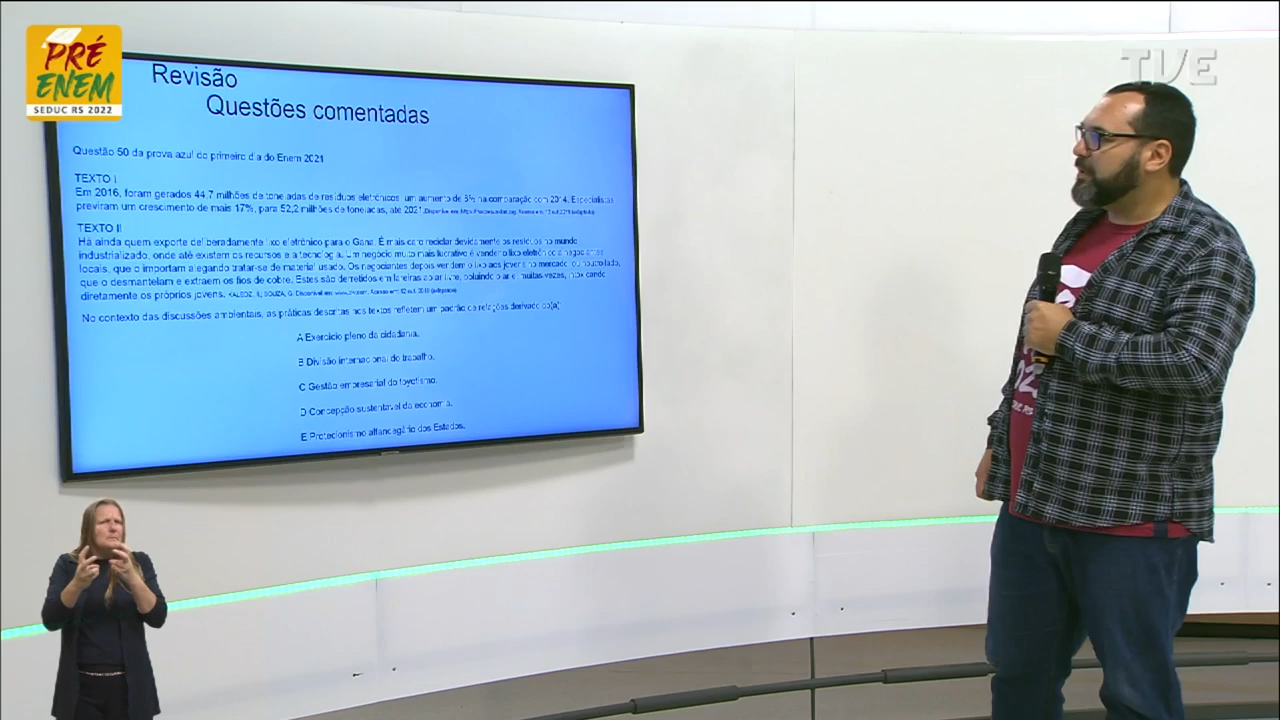 PRÉ
ENEM
SEDUC RS 2022
TVE
Revisão
Questões comentadas
Questão 50 da prova azul do primeiro dia do Enem 2021
TEXTO I
Em 2016, foram gerados 44,7 milhões de toneladas de resíduos eletrônicos, um aumento de 8% na comparação com 2014. Especialistas
previram um crescimento de mais 17%, para 52,2 milhões de toneladas, até 2021.
TEXTO II
Há ainda quem exporte deliberadamente lixo eletrônico para o Gana. É mais caro reciclar devidamente os resíduos no mundo
industrializado, onde até existem os recursos e a tecnologia. Um negócio muito mais lucrativo é vender o lixo eletrônico a negociantes
locais, que o importam alegando tratar-se de material usado. Os negociantes depois vendem o lixo aos jovens no mercado ou noutro lado,
que o desmantelam e extraem os fios de cobre. Estes são derretidos em lareiras ao ar livre, poluindo o ar e, muitas vezes, intoxicando
diretamente os próprios jovens.
No contexto das discussões ambientais, as práticas descritas nos textos refletem um padrão de relações derivado do(a):
A Exercício pleno da cidadania.
B Divisão internacional do trabalho.
C Gestão empresarial do toyotismo.
D Concepção sustentável da economia.
E Protecionismo alfandegário dos Estados.